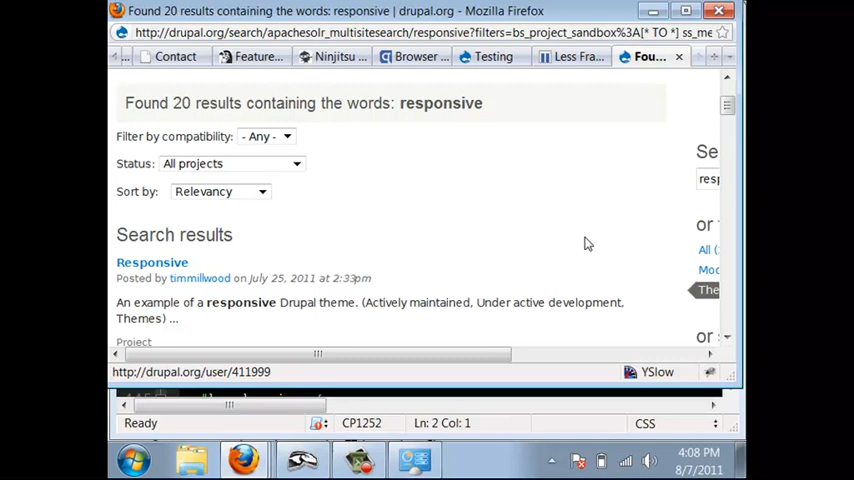 Found 20 results containing the words: responsive | drupal.org - Mozilla Firefox
http://drupal.org/search/apachesolr_multisitesearch/responsive?filters=bs_project_sandbox%3A[* TO *] ss_me
Contact Feature... Ninjitsu ... Browser ... Testing Less Fra... Fou...
Found 20 results containing the words: responsive
Filter by compatibility: - Any -
Status: All projects
Sort by: Relevancy
Se
resp
or
All (
Mod
The
or
Search results
Responsive
Posted by timmillwood on July 25, 2011 at 2:33pm
An example of a responsive Drupal theme. (Actively maintained, Under active development,
Themes) ...
Project
http://drupal.org/user/411999 YSlow
Ready CP1252 Ln: 2 Col: 1 CSS
4:08 PM
8/7/2011